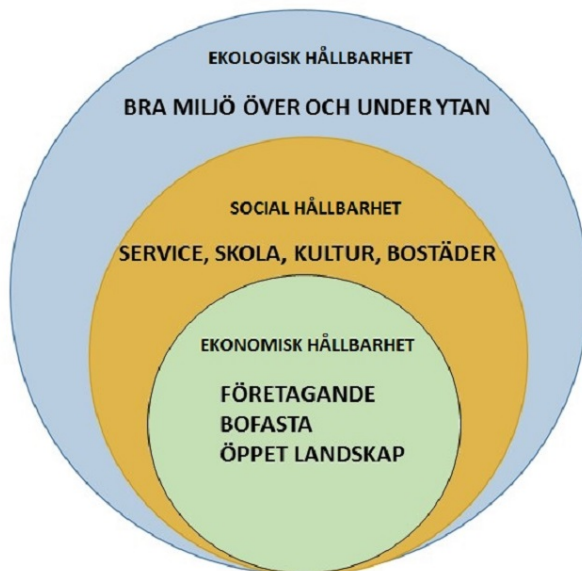 EKOLOGISK HÅLLBARHET
BRA MILJÖ ÖVER OCH UNDER YTAN
SOCIAL HÅLLBARHET
SERVICE, SKOLA, KULTUR, BOSTÄDER
EKONOMISK HÅLLBARHET
FÖRETAGANDE
BOFASTA
ÖPPET LANDSKAP